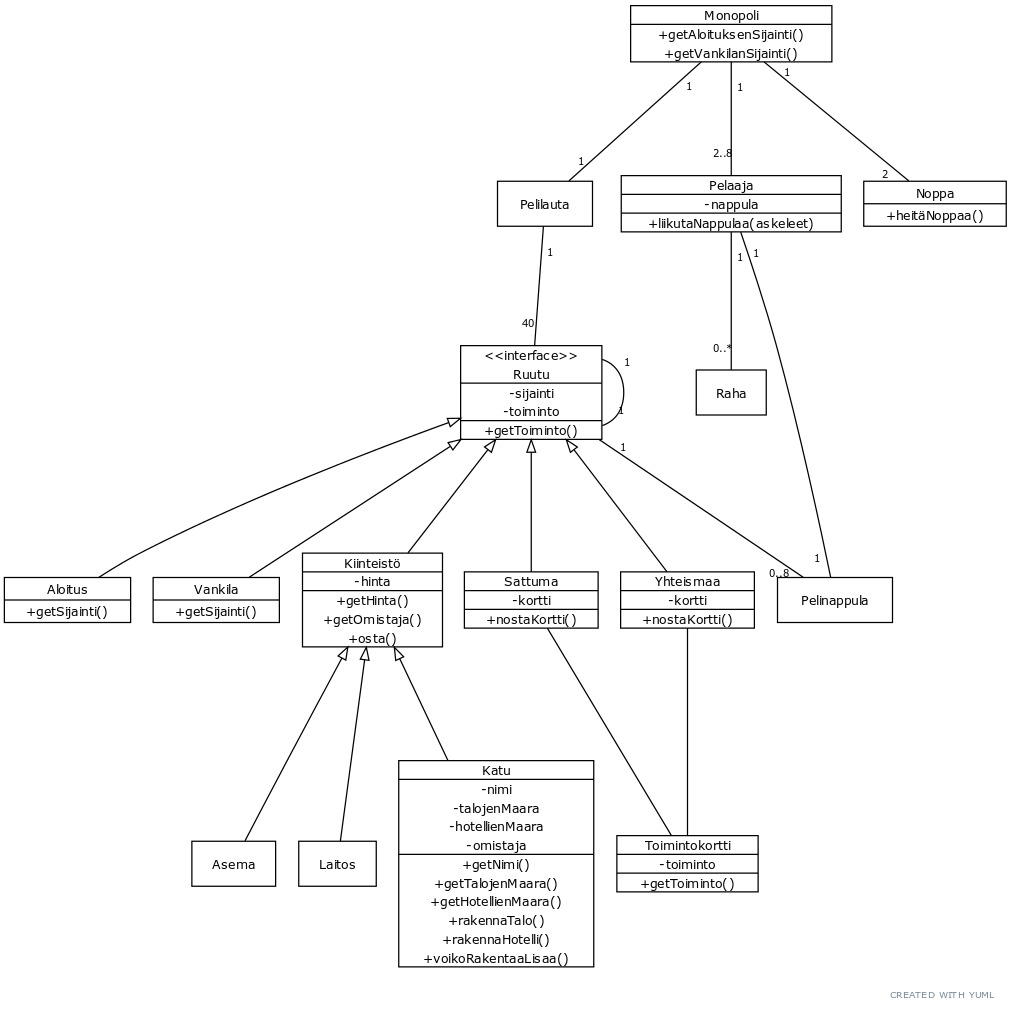 Monopoli
+getAloituksenSijainti()
+getVankilanSijainti()
1
1
1
1
2..8
2
Pelilauta
Pelaaja
-nappula
+liikutaNappulaa(askeleet)
Noppa
+heitäNoppaa()
1
1
1
40
0..*
<<interface>>
Ruutu
-sijainti
-toiminto
+getToiminto()
1
1
1
Raha
1
0..8
Aloitus
+getSijainti()
Vankila
+getSijainti()
Kiinteistö
-hinta
+getHinta()
+getOmistaja()
+osta()
Sattuma
-kortti
+nostaKortti()
Yhteismaa
-kortti
+nostaKortti()
Pelinappula
Asema
Laitos
Katu
-nimi
-talojenMaara
-hotellienMaara
-omistaja
+getNimi()
+getTalojenMaara()
+getHotellienMaara()
+rakennaTalo()
+rakennaHotelli()
+voikoRakentaaLisaa()
Toimintokortti
-toiminto
+getToiminto()
CREATED WITH YUML